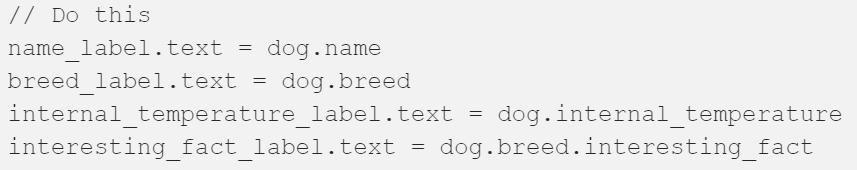 // Do this
name_label.text = dog.name
breed_label.text = dog.breed
internal_temperature_label.text = dog.internal_temperature
interesting_fact_label.text = dog.breed.interesting_fact